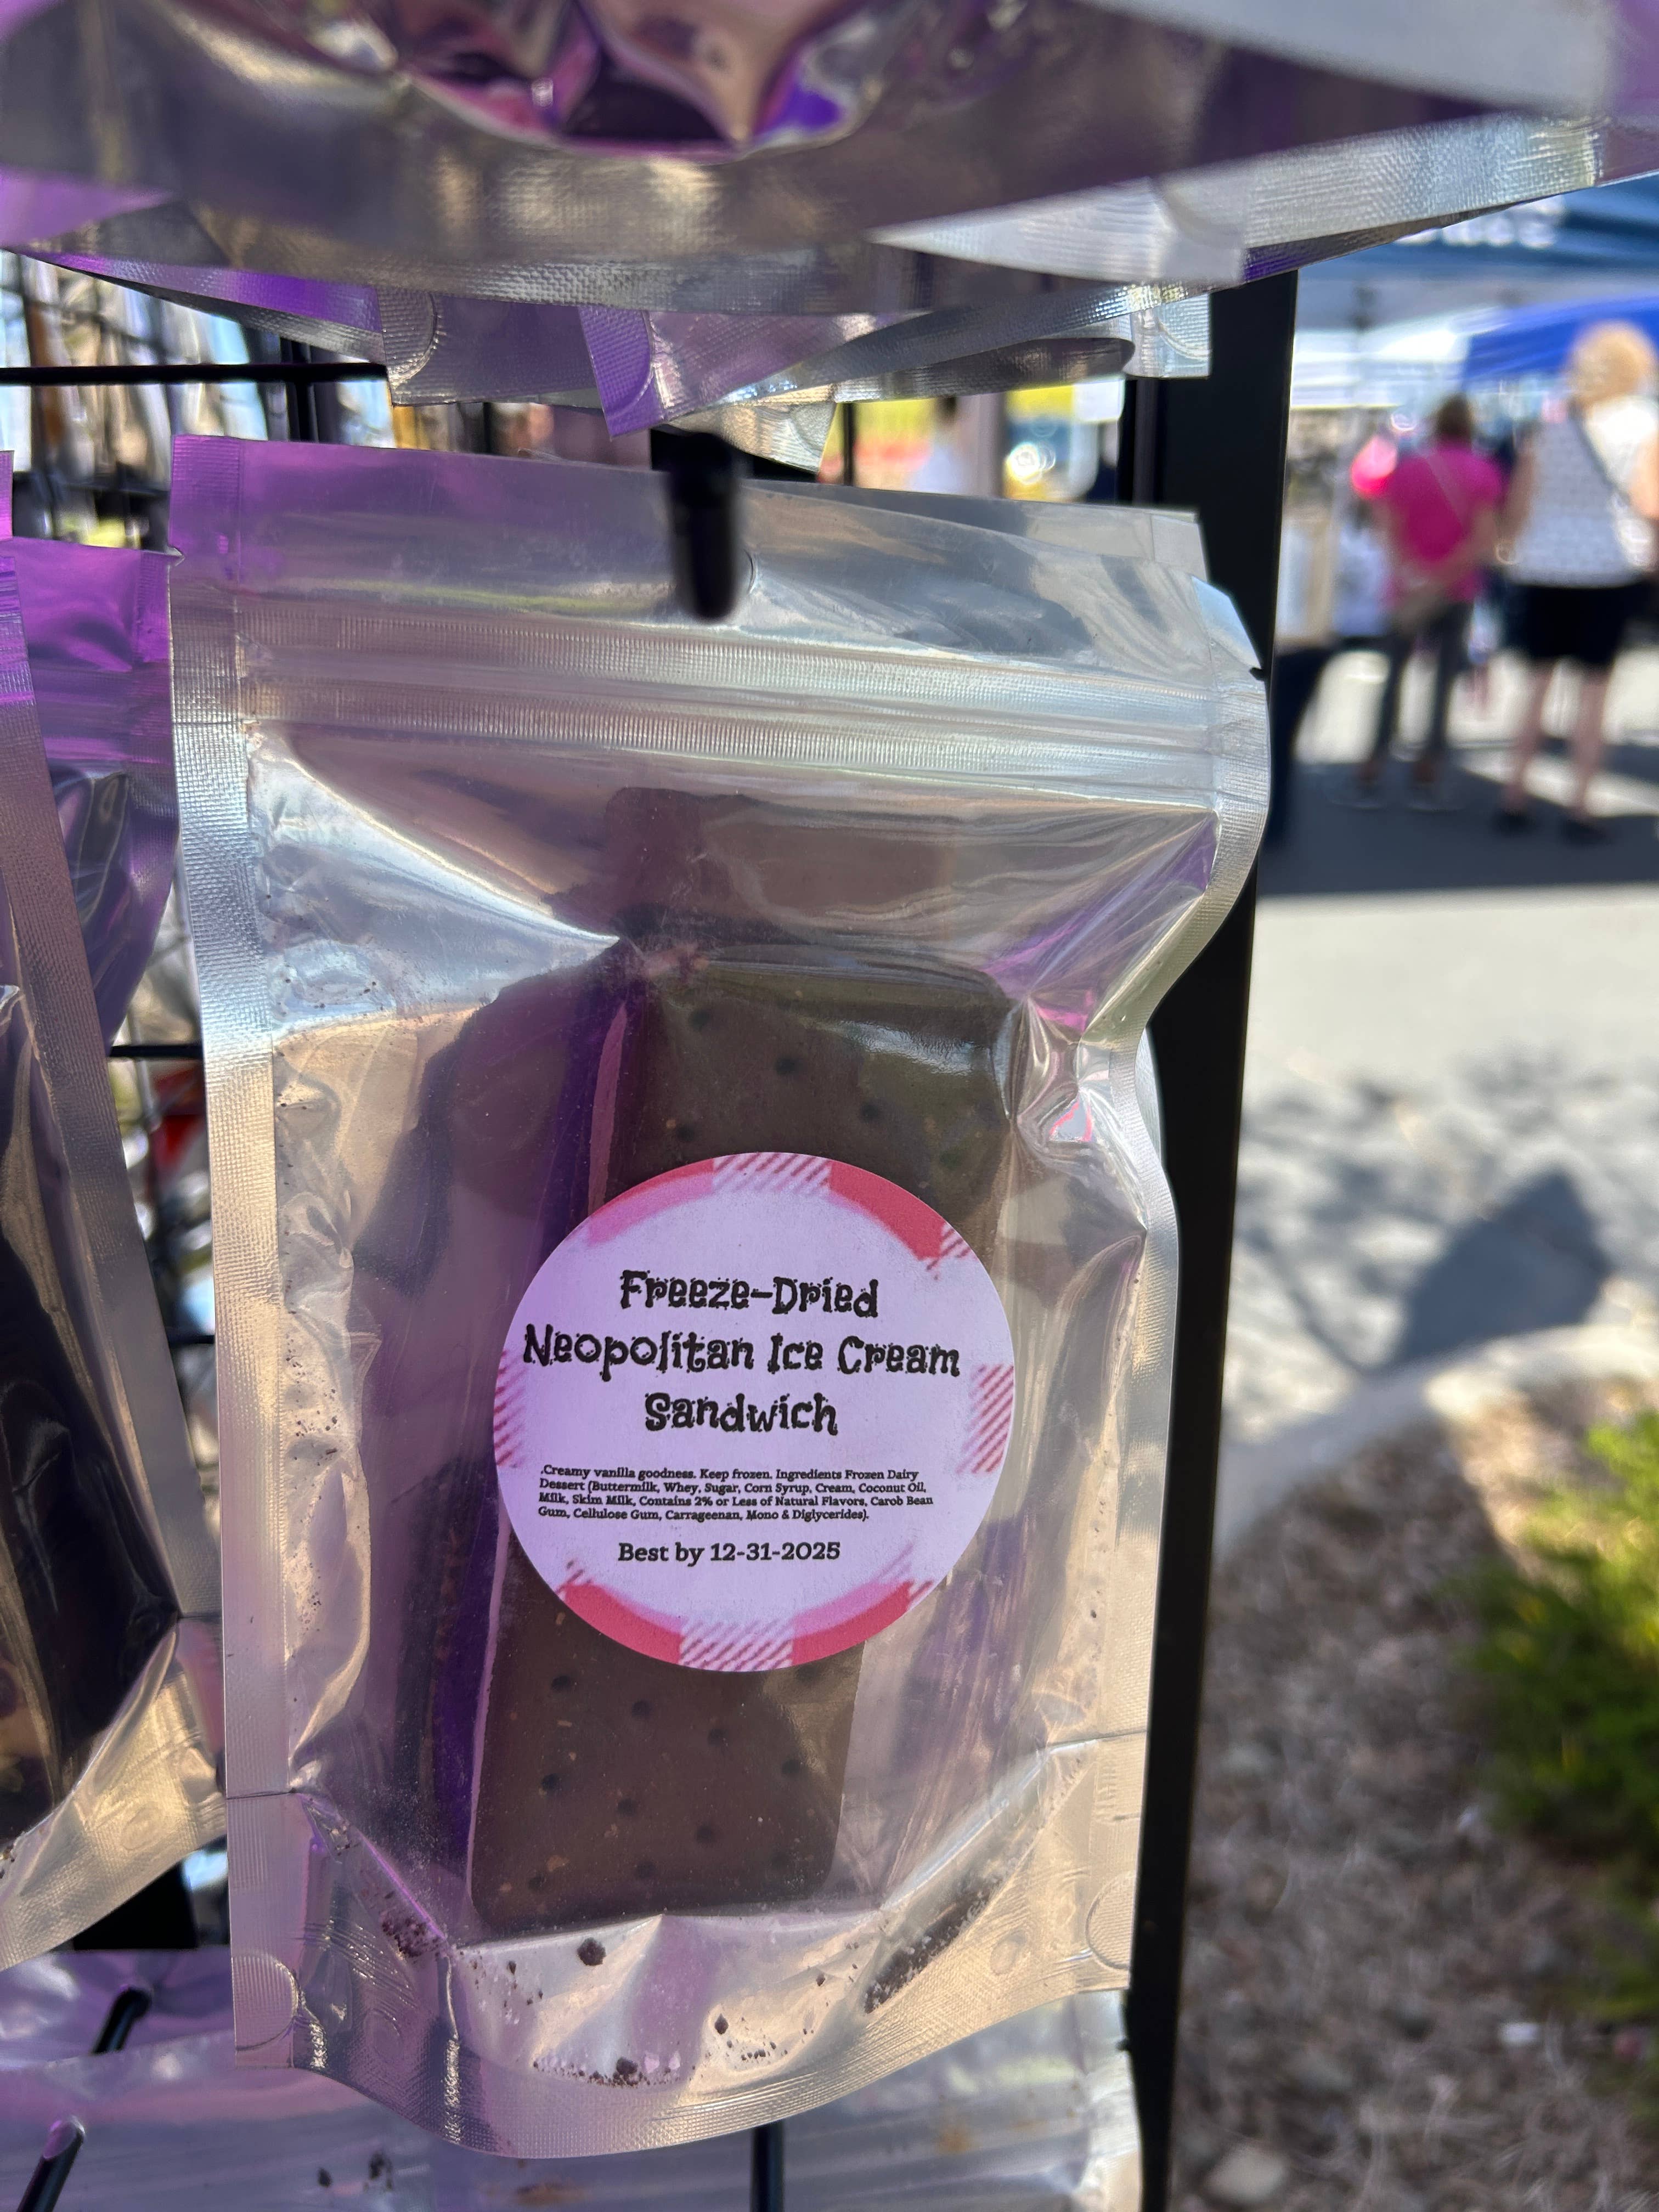 Freeze-Dried
Neopolitan Ice Cream
Sandwich
.Creamy vanilla goodness. Keep frozen. Ingredients Frozen Dairy
Dessert (Buttermilk, Whey, Sugar, Corn Syrup, Cream, Coconut Oil,
Milk, Skim Milk, Contains 2% or Less of Natural Flavors, Carob Bean
Gum, Cellulose Gum, Carrageenan, Mono & Diglycerides).
Best by 12-31-2025